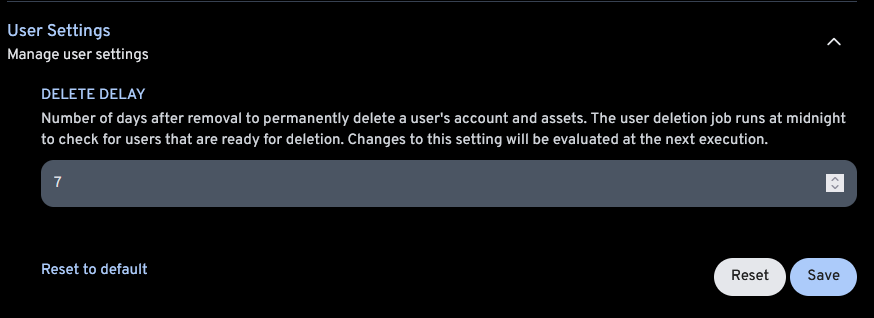 User Settings
Manage user settings
DELETE DELAY
Number of days after removal to permanently delete a user's account and assets. The user deletion job runs at midnight
to check for users that are ready for deletion. Changes to this setting will be evaluated at the next execution.
7
Reset to default
Reset
Save